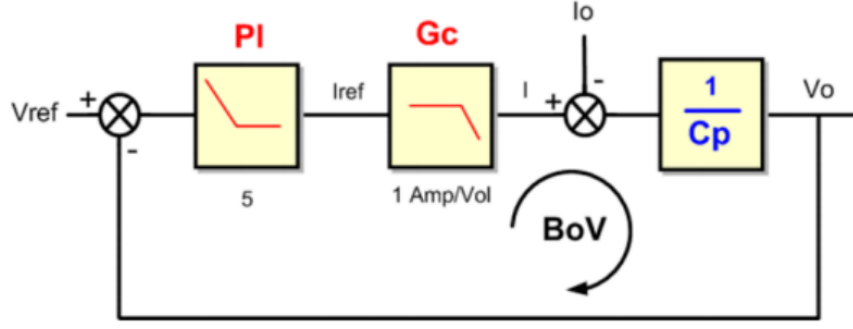 Io
PI
Gc
Vref
+
-
Iref
I
+
-
1
Cp
Vo
5
1 Amp/Vol
BoV